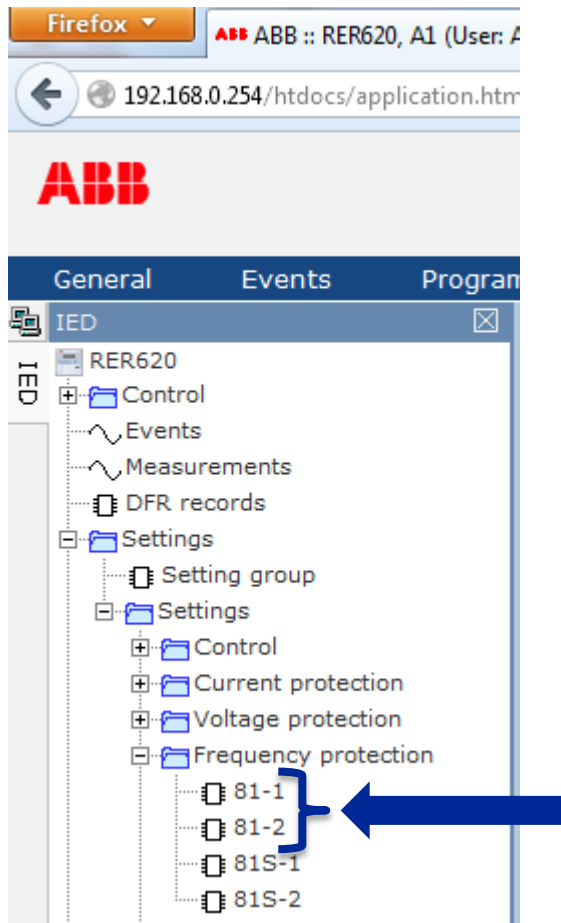 Firefox
ABB ABB :: RER620, A1 (User: A
192.168.0.254/htdocs/application.htm
ABB
General Events Program
IED
IED
RER620
Control
Events
Measurements
DFR records
Settings
Setting group
Settings
Control
Current protection
Voltage protection
Frequency protection
81-1
81-2
81S-1
81S-2